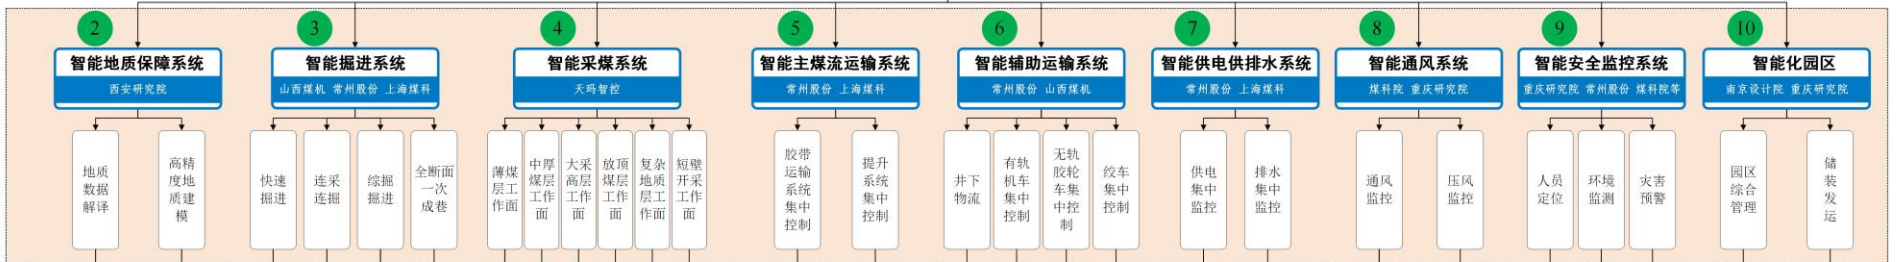 2
智能地质保障系统
西安研究院
地质
数据
解译
高精
度地
质建
模
3
智能掘进系统
山西煤机 常州股份 上海煤科
快速
掘进
连采
连掘
综掘
掘进
全断面
一次
成巷
4
智能采煤系统
天玛智控
薄煤
层工
作面
中厚
煤层
工作
面
大采
高层
工作
面
放顶
煤层
工作
面
复杂
地质
层工
作面
短壁
开采
工作
面
5
智能主煤流运输系统
常州股份 上海煤科
胶带
运输
系统
集中
控制
提升
系统
集中
控制
6
智能辅助运输系统
常州股份 山西煤机
井下
物流
有轨
机车
集中
控制
无轨
胶轮
车集
中控
制
绞车
集中
控制
7
智能供电供排水系统
常州股份 上海煤科
供电
集中
监控
排水
集中
监控
8
智能通风系统
煤科院 重庆研究院
通风
监控
压风
监控
9
智能安全监控系统
重庆研究院 常州股份 煤科院等
人员
定位
环境
监测
灾害
预警
10
智能化园区
南京设计院 重庆研究院
园区
综合
管理
储
装发
运